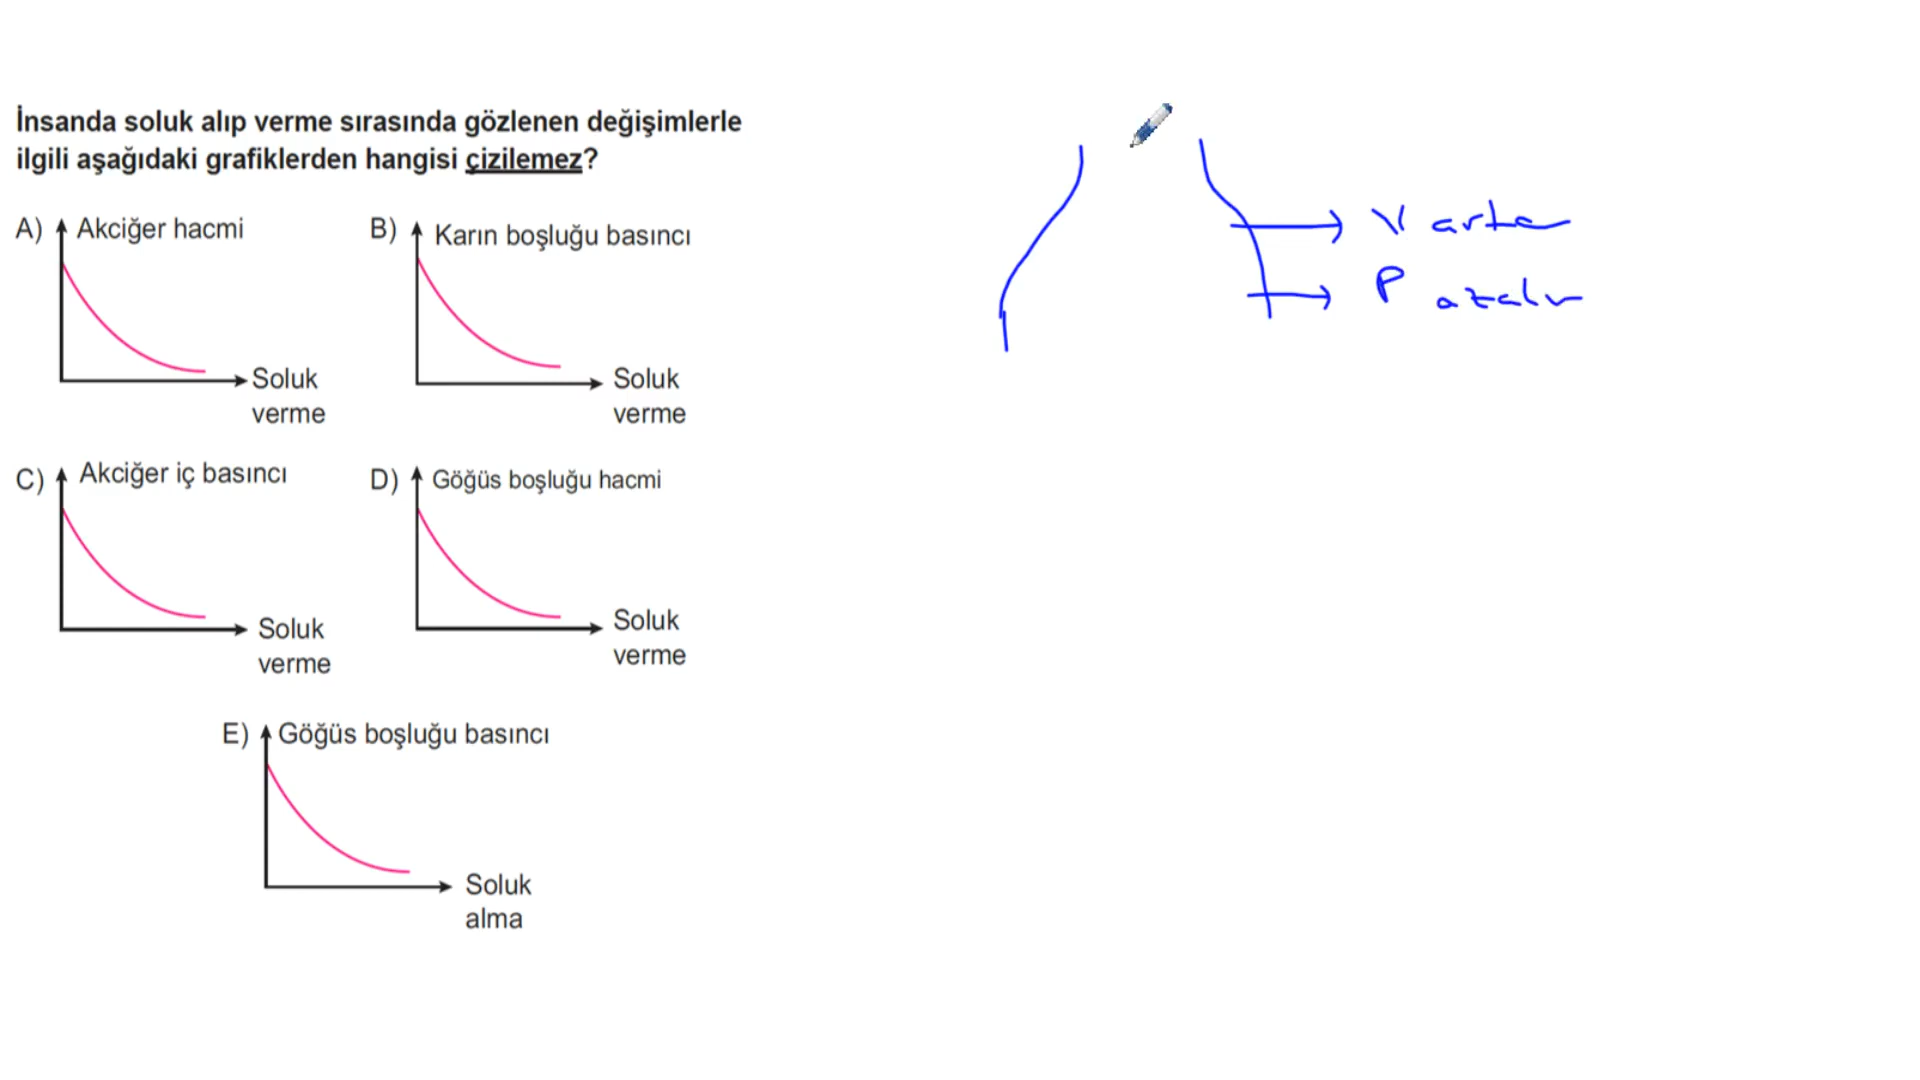 İnsanda soluk alıp verme sırasında gözlenen değişimlerle
ilgili aşağıdaki grafiklerden hangisi çizilemez?
A) Akciğer hacmi
Soluk
verme
B) Karın boşluğu basıncı
Soluk
verme
C) Akciğer iç basıncı
Soluk
verme
D) Göğüs boşluğu hacmi
Soluk
verme
E) Göğüs boşluğu basıncı
Soluk
alma
V artar
P azalır